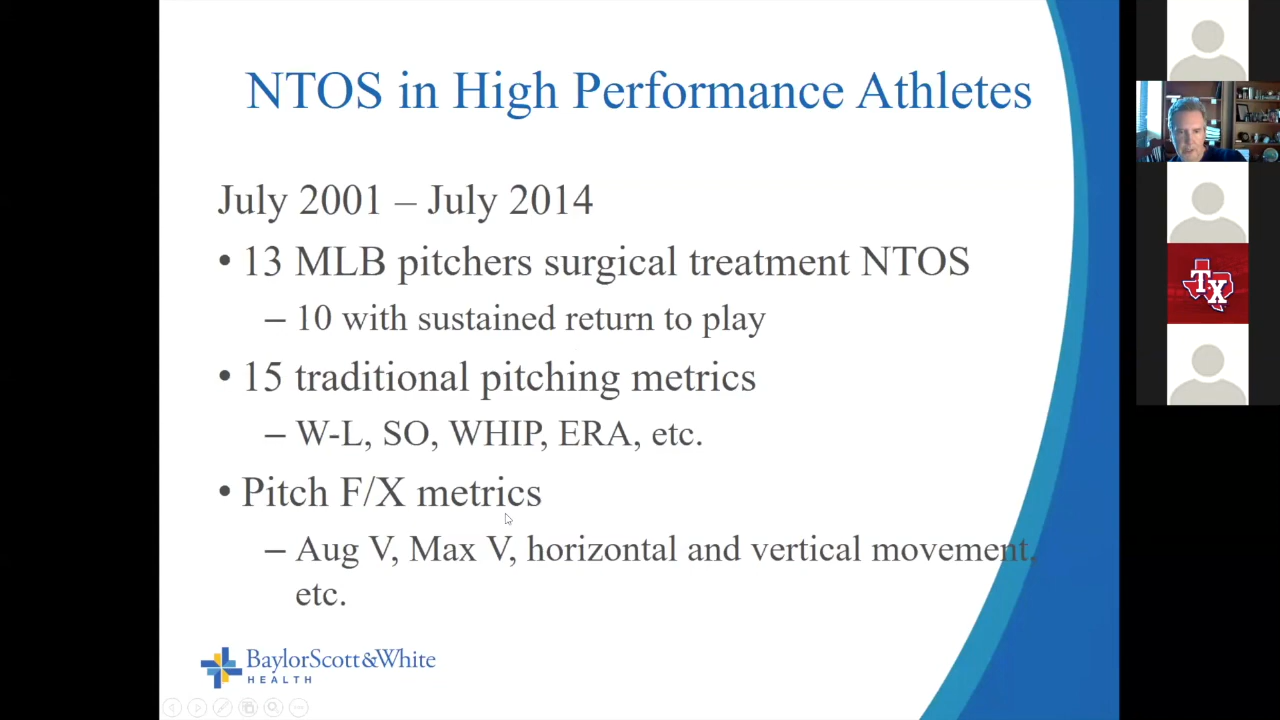 NTOS in High Performance Athletes
July 2001 – July 2014
• 13 MLB pitchers surgical treatment NTOS
– 10 with sustained return to play
• 15 traditional pitching metrics
– W-L, SO, WHIP, ERA, etc.
• Pitch F/X metrics
– Aug V, Max V, horizontal and vertical movement,
etc.
BaylorScott&White
HEALTH
TX